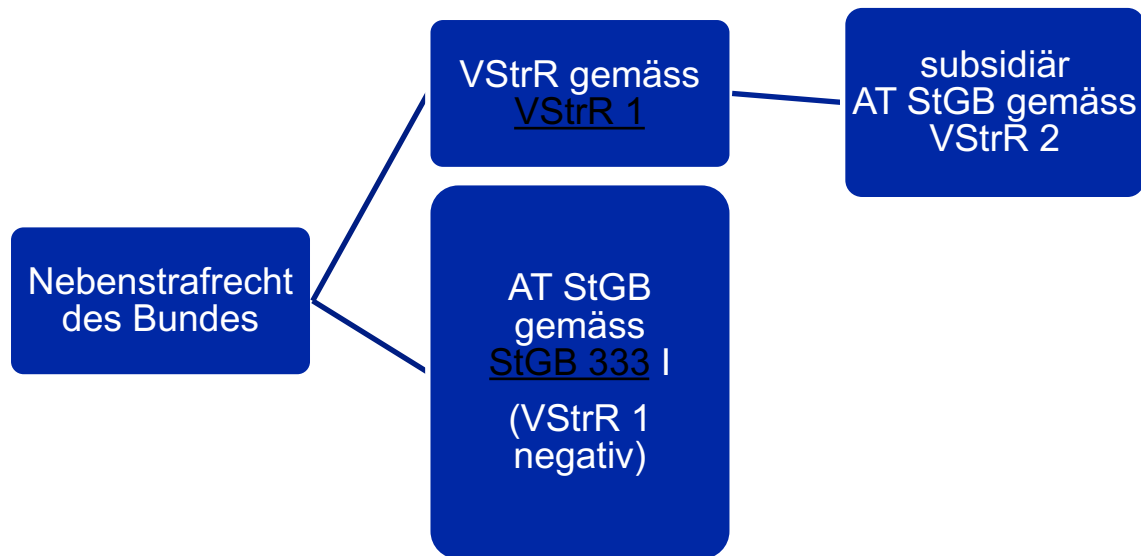 Nebenstrafrecht
des Bundes
VStrR gemäss
VStrR 1
subsidiär
AT StGB gemäss
VStrR 2
AT StGB
gemäss
StGB 333 I
(VStrR 1
negativ)